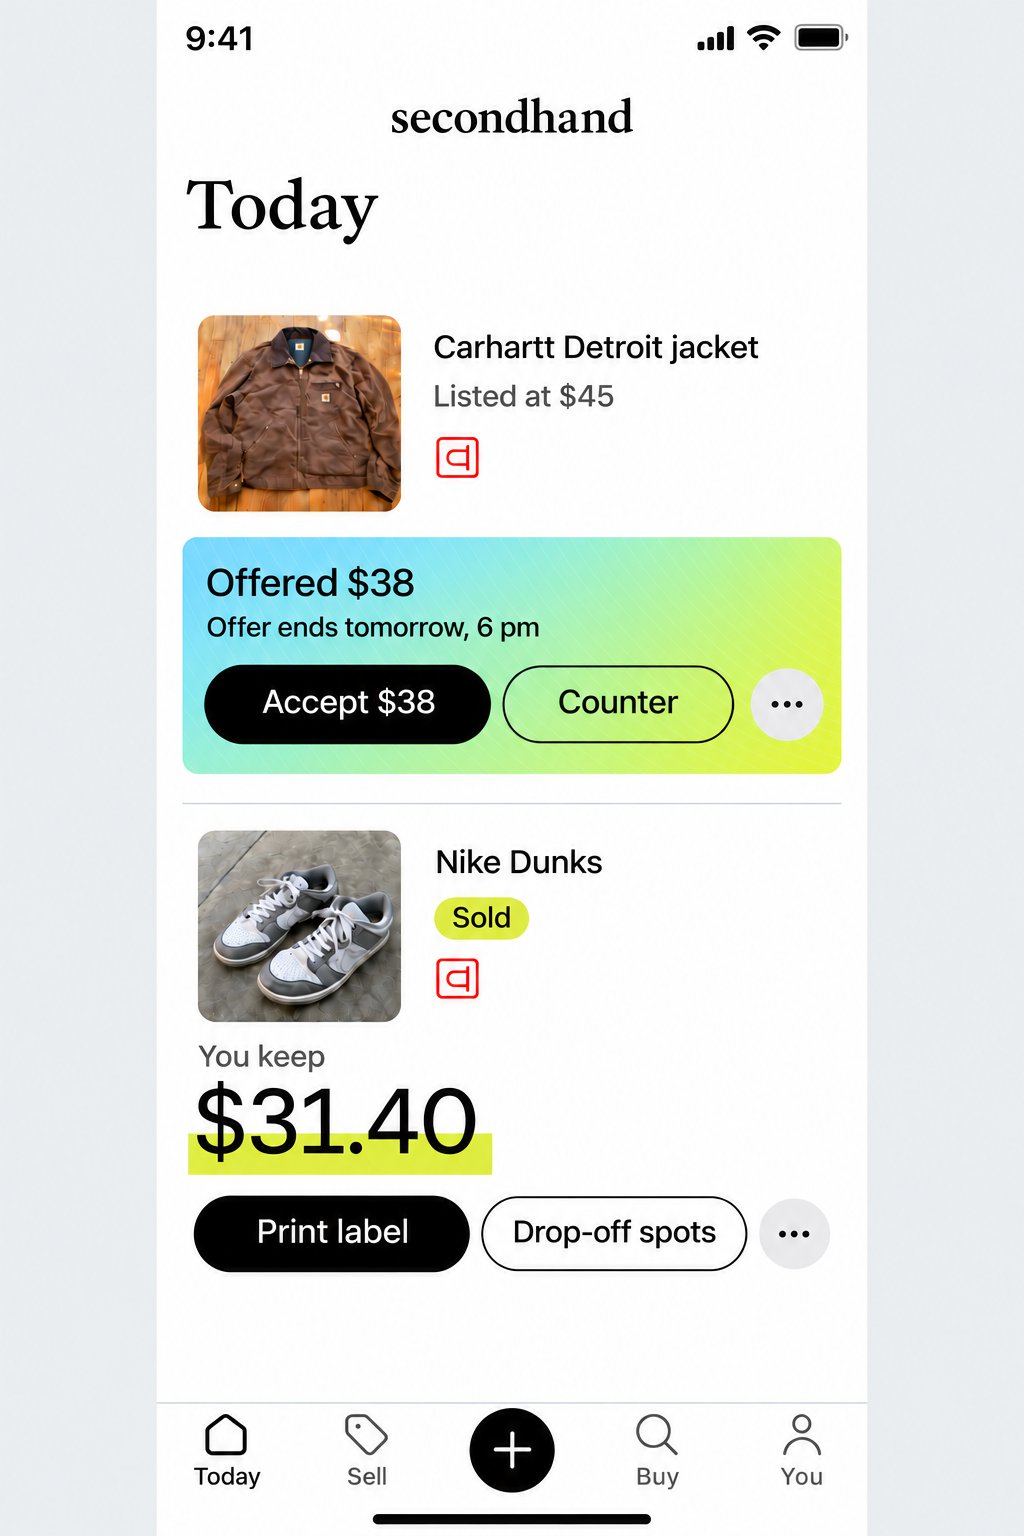 9:41
secondhand
Today
Carhartt Detroit jacket
Listed at $45
Offered $38
Offer ends tomorrow, 6 pm
Accept $38
Counter
Nike Dunks
Sold
You keep
$31.40
Print label
Drop-off spots
Today
Sell
Buy
You